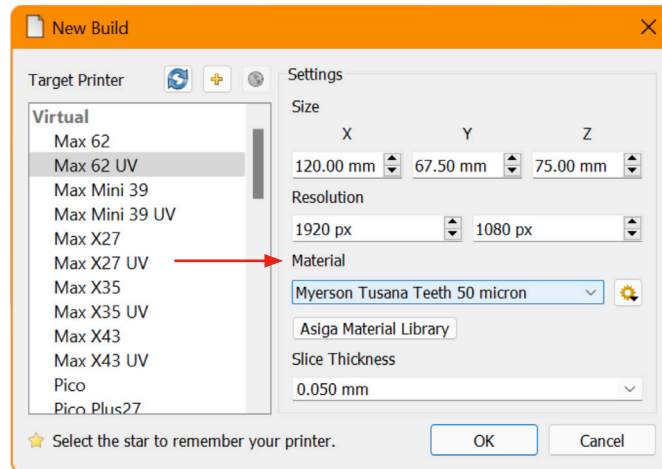 New Build
Target Printer
Virtual
Max 62
Max 62 UV
Max Mini 39
Max Mini 39 UV
Max X27
Max X27 UV
Max X35
Max X35 UV
Max X43
Max X43 UV
Pico
Pico Plus27
Select the star to remember your printer.
Settings
Size
X Y Z
120.00 mm 67.50 mm 75.00 mm
Resolution
1920 px 1080 px
Material
Myerson Tusana Teeth 50 micron
Asiga Material Library
Slice Thickness
0.050 mm
OK Cancel